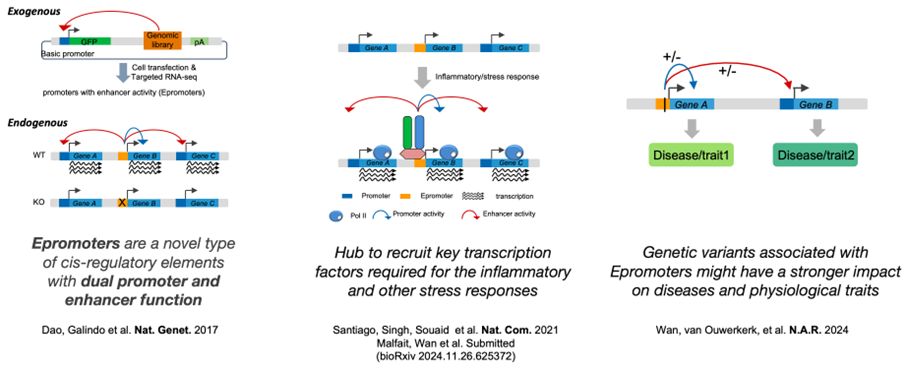 Exogenous
GFP
Genomic
library
pA
Basic promoter
Cell transfection &
Targeted RNA-seq
promoters with enhancer activity (Epromoters)
Endogenous
WT
Gene A
Gene B
Gene C
KO
Gene A
X
Gene B
Gene C
Epromoters are a novel type
of cis-regulatory elements
with dual promoter and
enhancer function
Dao, Galindo et al. Nat. Genet. 2017
Gene A
Gene B
Gene C
Inflammatory/stress response
Gene A
Gene B
Gene C
Promoter
Epromoter
transcription
Pol II
Promoter activity
Enhancer activity
Hub to recruit key transcription
factors required for the inflammatory
and other stress responses
Santiago, Singh, Souaid et al. Nat. Com. 2021
Malfait, Wan et al. Submitted
(bioRxiv 2024.11.26.625372)
+/-
+/-
Gene A
Gene B
Disease/trait1
Disease/trait2
Genetic variants associated with
Epromoters might have a stronger impact
on diseases and physiological traits
Wan, van Ouwerkerk, et al. N.A.R. 2024